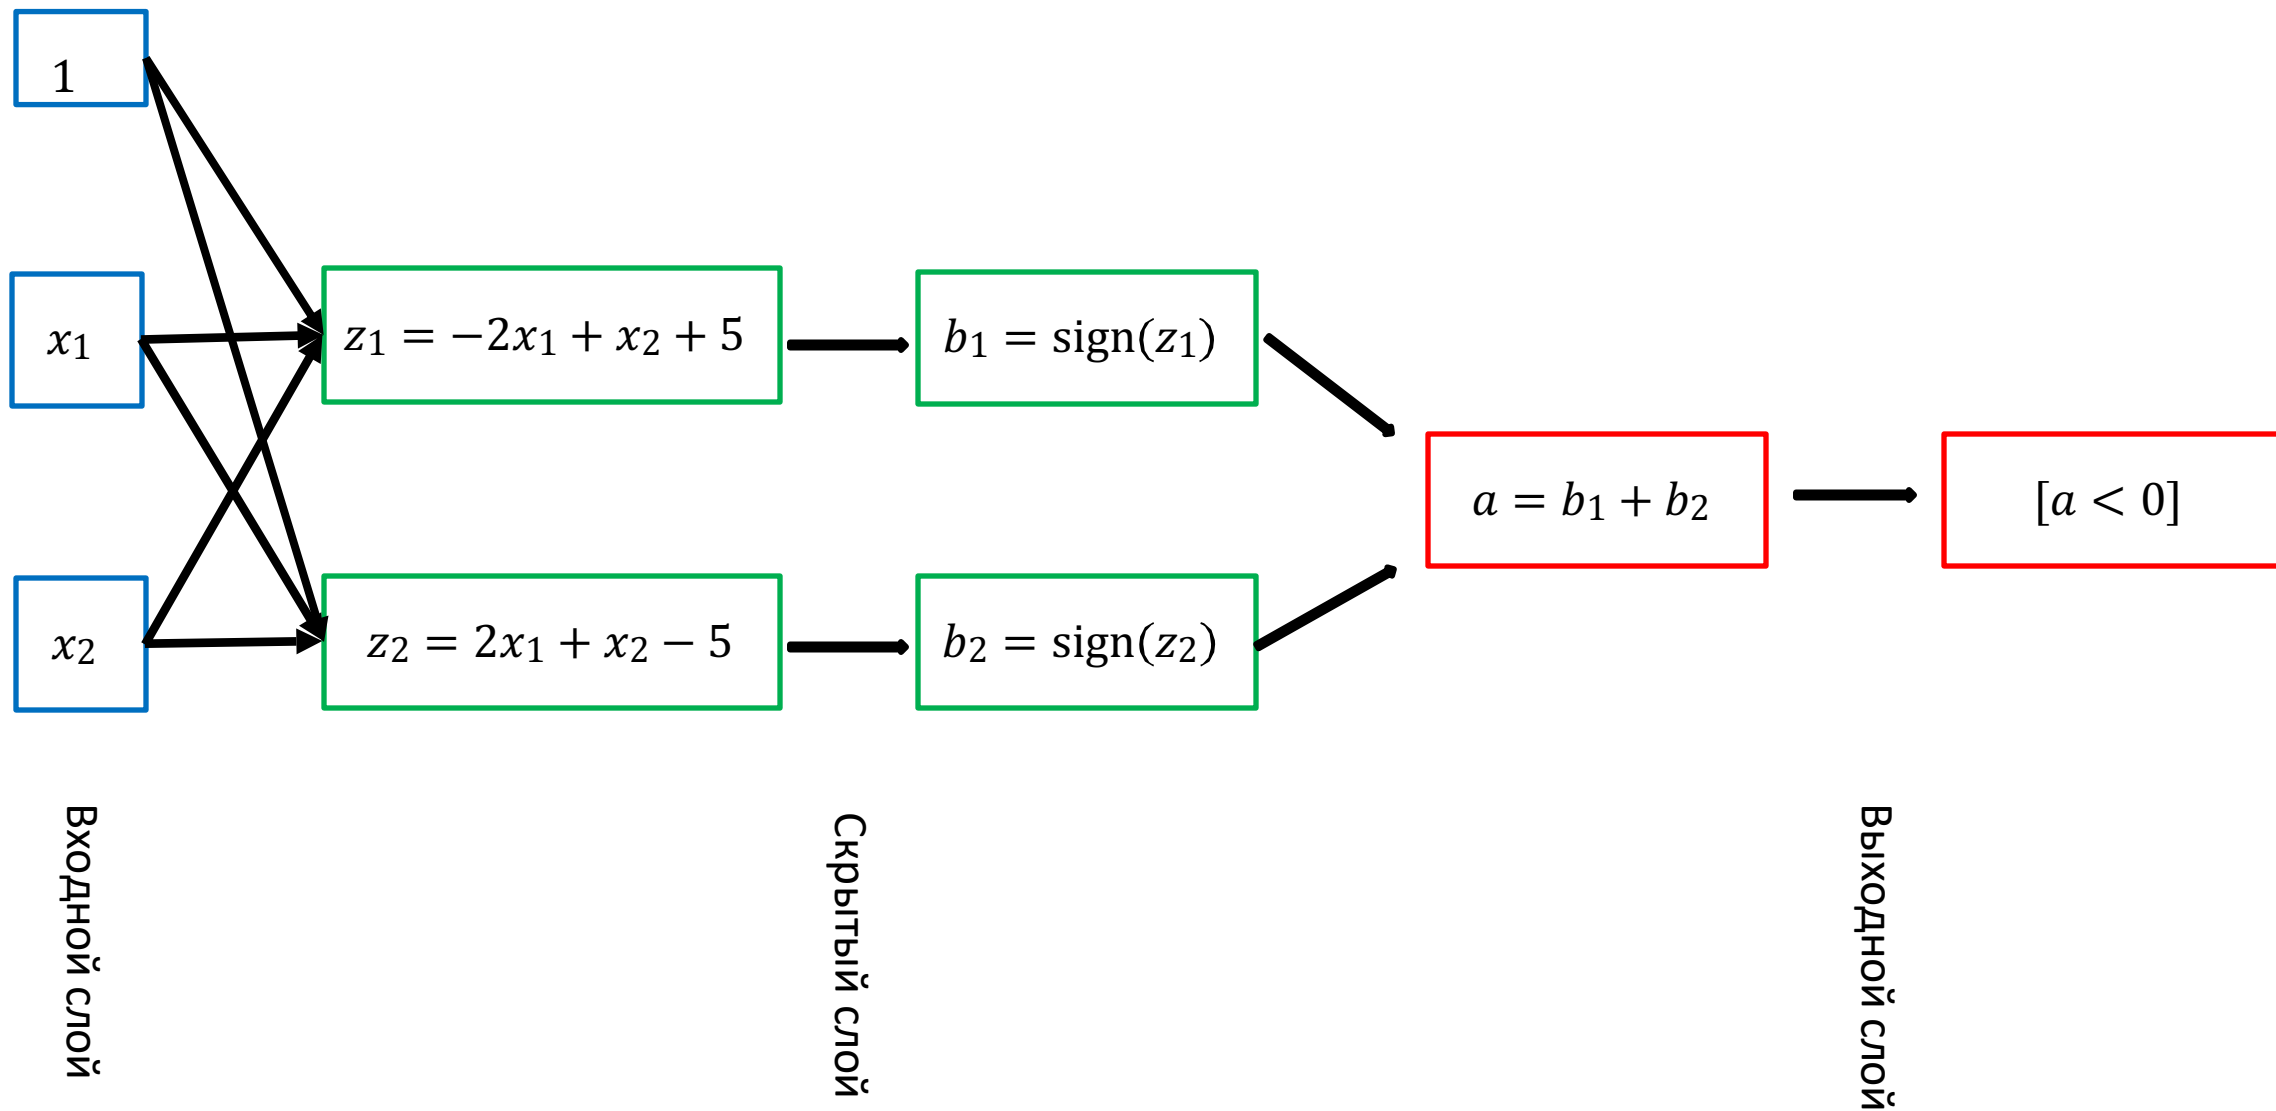 1
x₁
z₁ = −2x₁ + x₂ + 5
b₁ = sign(z₁)
a = b₁ + b₂
[a < 0]
x₂
z₂ = 2x₁ + x₂ − 5
b₂ = sign(z₂)
Входной слой
Скрытый слой
Выходной слой